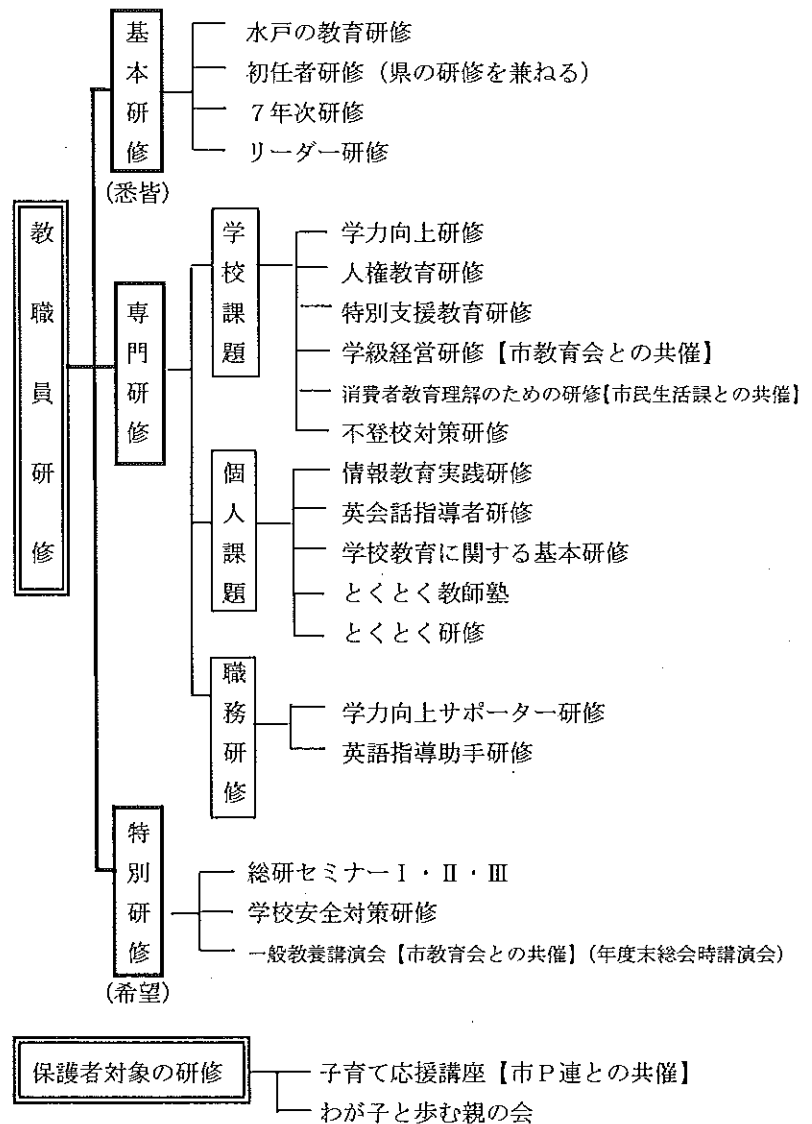 教職員研修
基本研修
(悉皆)
水戸の教育研修
初任者研修(県の研修を兼ねる)
7年次研修
リーダー研修
専門研修
学校課題
学力向上研修
人権教育研修
特別支援教育研修
学級経営研修【市教育会との共催】
消費者教育理解のための研修【市民生活課との共催】
不登校対策研修
個人課題
情報教育実践研修
英会話指導者研修
学校教育に関する基本研修
とくとく教師塾
とくとく研修
職務研修
学力向上サポーター研修
英語指導助手研修
特別研修
(希望)
総研セミナーⅠ・Ⅱ・Ⅲ
学校安全対策研修
一般教養講演会【市教育会との共催】(年度末総会時講演会)
保護者対象の研修
子育て応援講座【市P連との共催】
わが子と歩む親の会